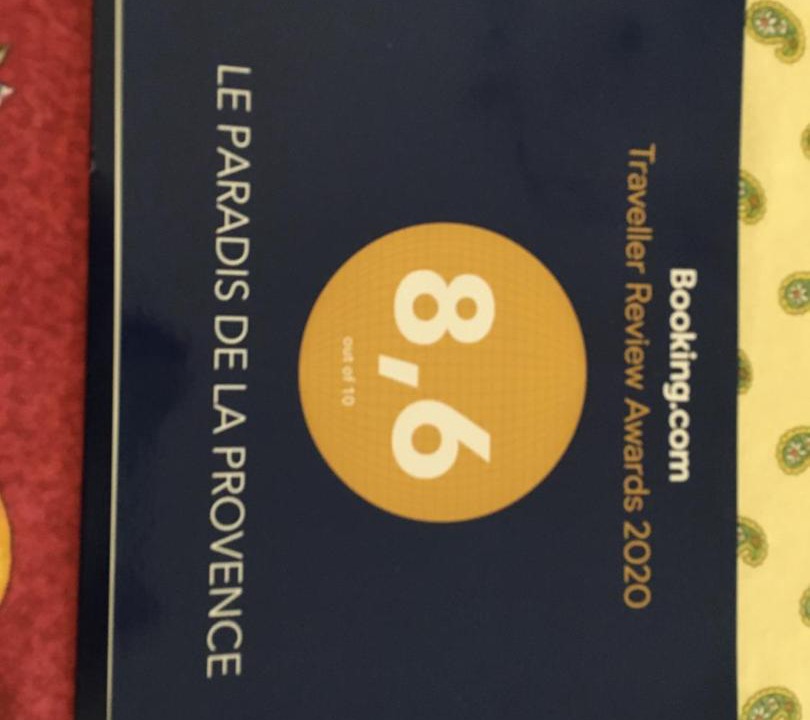 Booking.com
Traveller Review Awards 2020
8,6
out of 10
LE PARADIS DE LA PROVENCE